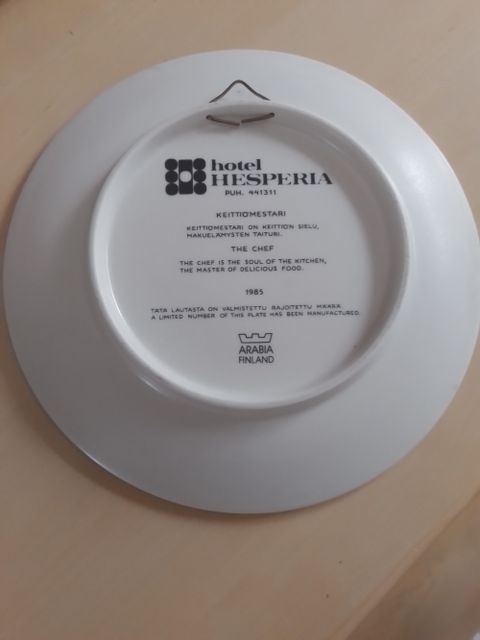 hotel
HESPERIA
PUH. 441311
KEITTIÖMESTARI
KEITTIÖMESTARI ON KEITTIÖN SIELU,
MAKUELÄMYSTEN TAITURI.
THE CHEF
THE CHEF IS THE SOUL OF THE KITCHEN,
THE MASTER OF DELICIOUS FOOD.
1985
TÄTÄ LAUTASTA ON VALMISTETTU RAJOITETTU MÄÄRÄ.
A LIMITED NUMBER OF THIS PLATE HAS BEEN MANUFACTURED.
ARABIA
FINLAND